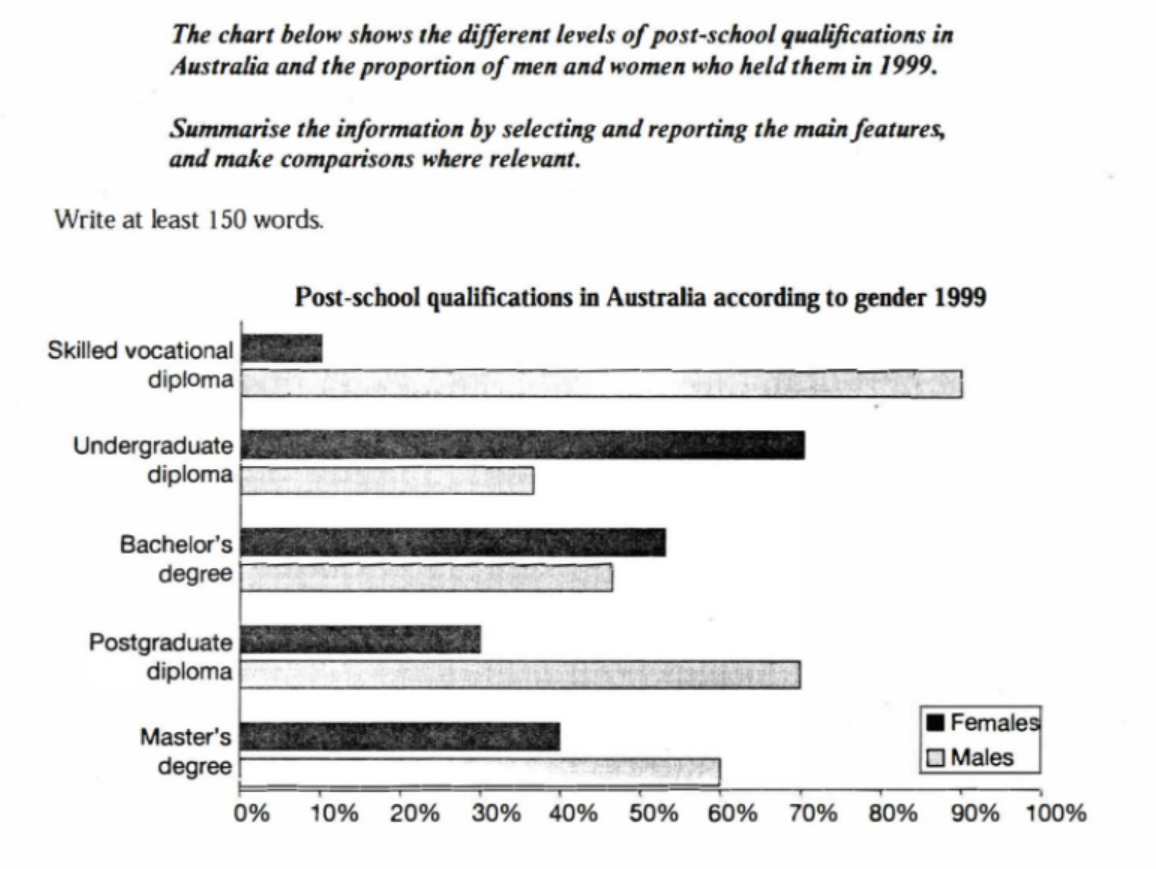 The chart below shows the different levels of post-school qualifications in
Australia and the proportion of men and women who held them in 1999.
Summarise the information by selecting and reporting the main features,
and make comparisons where relevant.
Write at least 150 words.
Post-school qualifications in Australia according to gender 1999
Skilled vocational
diploma
Undergraduate
diploma
Bachelor's
degree
Postgraduate
diploma
Master's
degree
Females
Males
0% 10% 20% 30% 40% 50% 60% 70% 80% 90% 100%